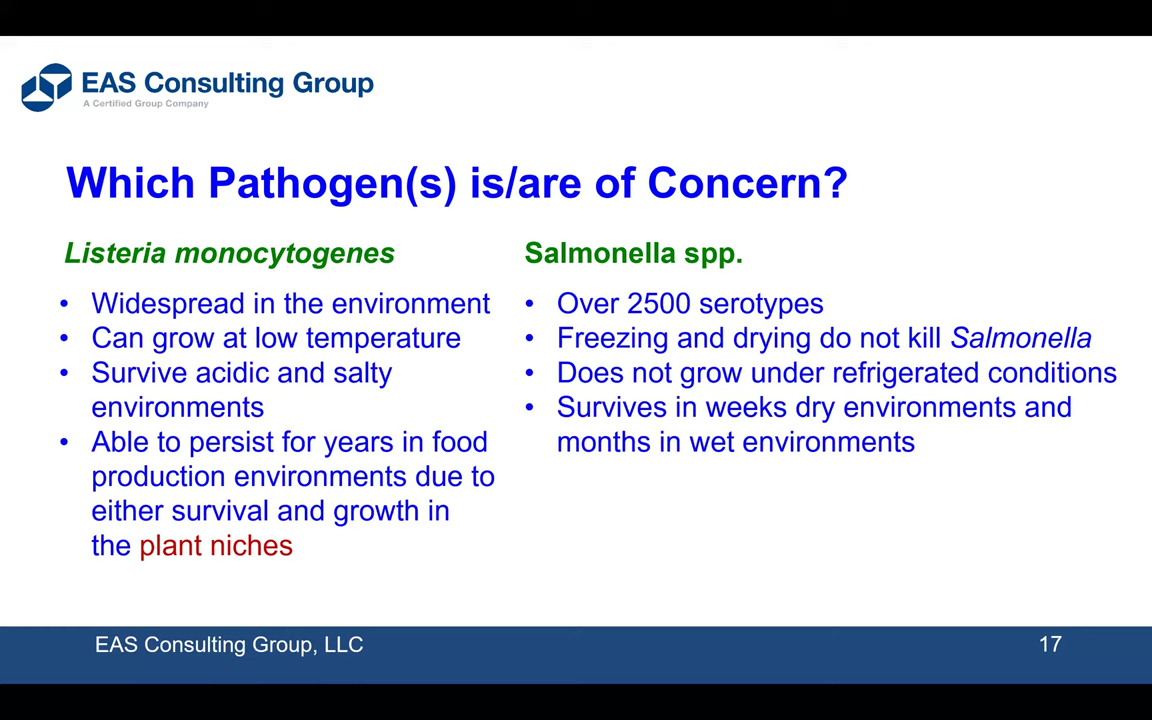 EAS Consulting Group
A Certified Group Company
Which Pathogen(s) is/are of Concern?
Listeria monocytogenes
• Widespread in the environment
• Can grow at low temperature
• Survive acidic and salty
environments
• Able to persist for years in food
production environments due to
either survival and growth in
the plant niches
Salmonella spp.
• Over 2500 serotypes
• Freezing and drying do not kill Salmonella
• Does not grow under refrigerated conditions
• Survives in weeks dry environments and
months in wet environments
EAS Consulting Group, LLC
17